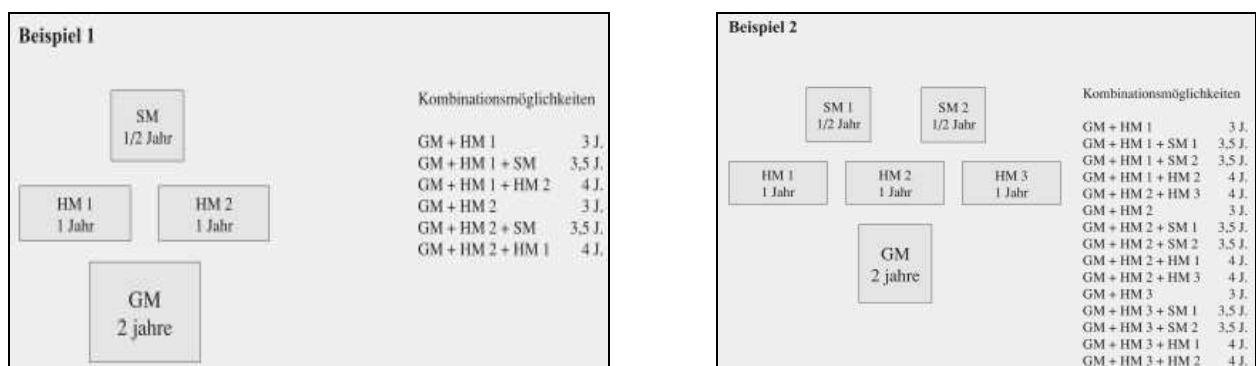 Beispiel 1
SM
1/2 Jahr
HM 1
1 Jahr
HM 2
1 Jahr
GM
2 jahre
Kombinationsmöglichkeiten
GM + HM 1 3 J.
GM + HM 1 + SM 3,5 J.
GM + HM 1 + HM 2 4 J.
GM + HM 2 3 J.
GM + HM 2 + SM 3,5 J.
GM + HM 2 + HM 1 4 J.
Beispiel 2
SM 1
1/2 Jahr
SM 2
1/2 Jahr
HM 1
1 Jahr
HM 2
1 Jahr
HM 3
1 Jahr
GM
2 jahre
Kombinationsmöglichkeiten
GM + HM 1 3 J.
GM + HM 1 + SM 1 3,5 J.
GM + HM 1 + SM 2 3,5 J.
GM + HM 1 + HM 2 4 J.
GM + HM 2 + HM 3 4 J.
GM + HM 2 3 J.
GM + HM 2 + SM 1 3,5 J.
GM + HM 2 + SM 2 3,5 J.
GM + HM 2 + HM 1 4 J.
GM + HM 2 + HM 3 4 J.
GM + HM 3 3 J.
GM + HM 3 + SM 1 3,5 J.
GM + HM 3 + SM 2 3,5 J.
GM + HM 3 + HM 1 4 J.
GM + HM 3 + HM 2 4 J.